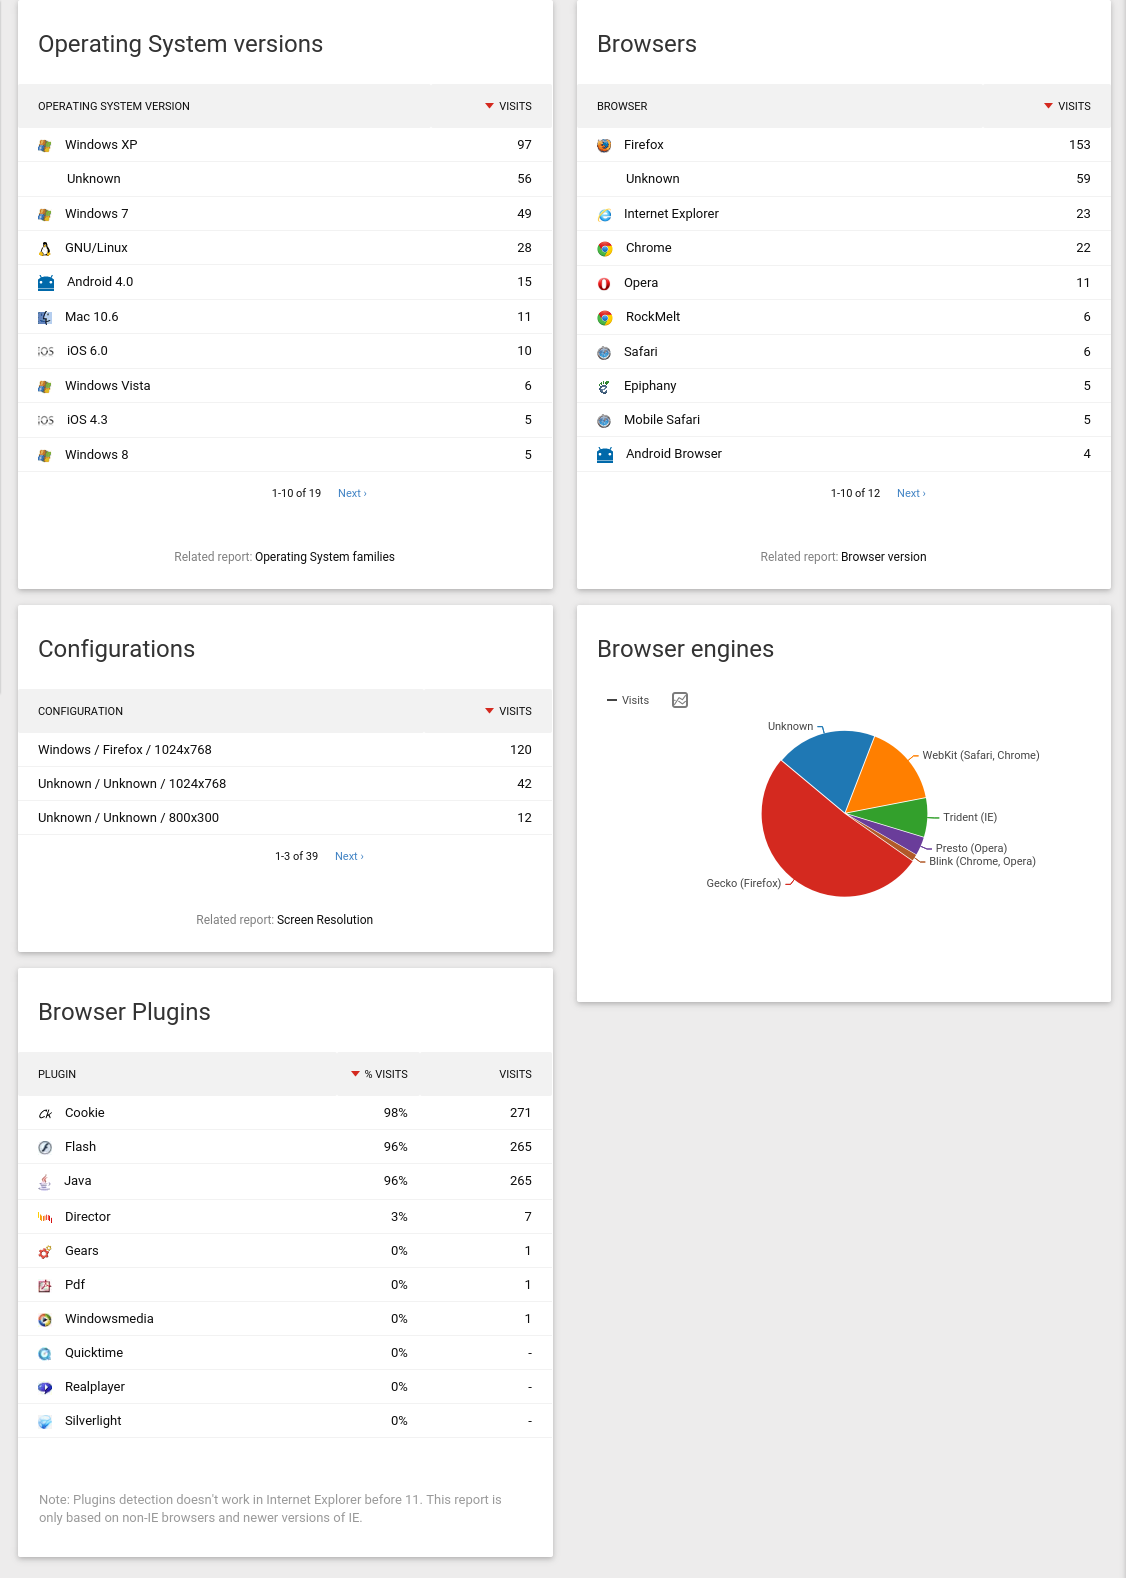 Operating System versions
OPERATING SYSTEM VERSION VISITS
Windows XP 97
Unknown 56
Windows 7 49
GNU/Linux 28
Android 4.0 15
Mac 10.6 11
iOS iOS 6.0 10
Windows Vista 6
iOS iOS 4.3 5
Windows 8 5
1-10 of 19 Next ›
Related report: Operating System families
Browsers
BROWSER VISITS
Firefox 153
Unknown 59
Internet Explorer 23
Chrome 22
Opera 11
RockMelt 6
Safari 6
Epiphany 5
Mobile Safari 5
Android Browser 4
1-10 of 12 Next ›
Related report: Browser version
Configurations
CONFIGURATION VISITS
Windows / Firefox / 1024x768 120
Unknown / Unknown / 1024x768 42
Unknown / Unknown / 800x300 12
1-3 of 39 Next ›
Related report: Screen Resolution
Browser engines
Visits
Unknown
WebKit (Safari, Chrome)
Trident (IE)
Presto (Opera)
Blink (Chrome, Opera)
Gecko (Firefox)
Browser Plugins
PLUGIN % VISITS VISITS
Ck Cookie 98% 271
Flash 96% 265
Java 96% 265
Director 3% 7
Gears 0% 1
Pdf 0% 1
Windowsmedia 0% 1
Quicktime 0% -
Realplayer 0% -
Silverlight 0% -
Note: Plugins detection doesn't work in Internet Explorer before 11. This report is
only based on non-IE browsers and newer versions of IE.